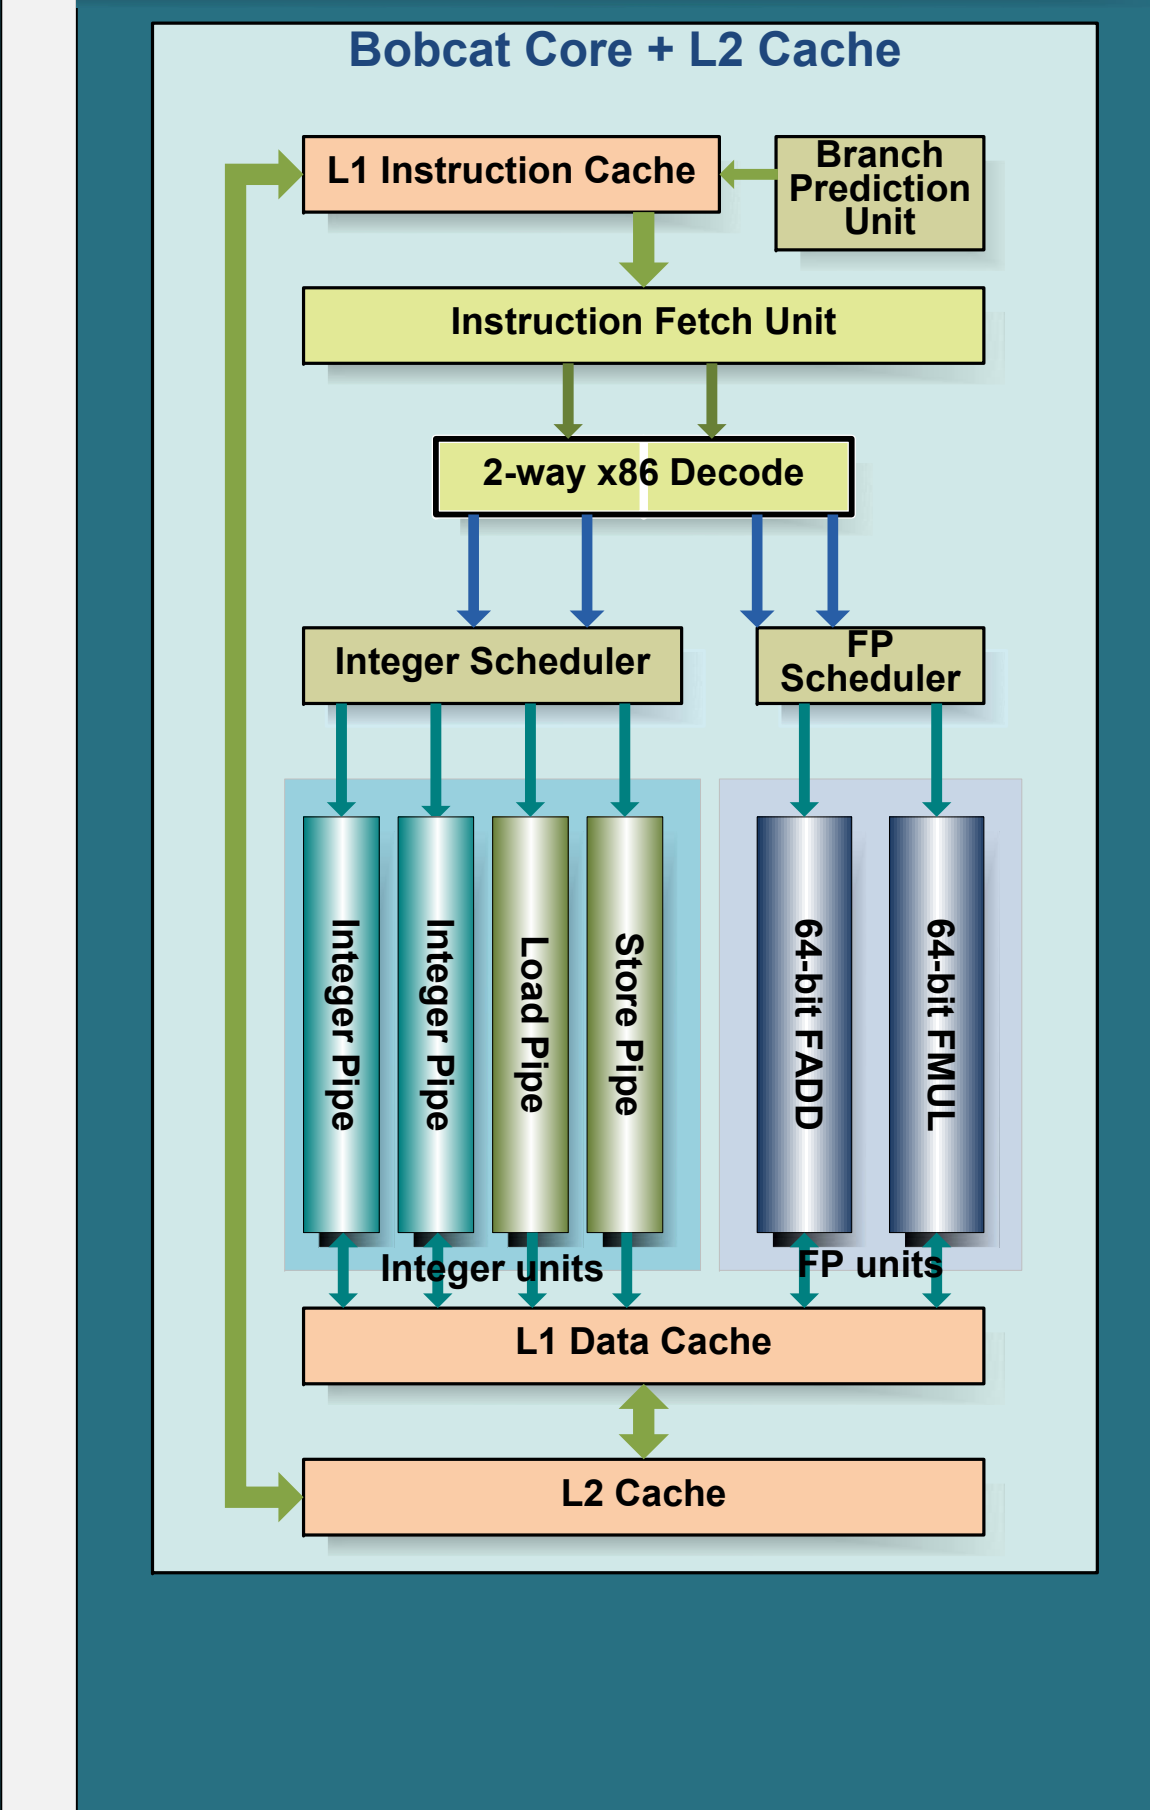 Bobcat Core + L2 Cache
L1 Instruction Cache
Branch
Prediction
Unit
Instruction Fetch Unit
2-way x86 Decode
Integer Scheduler
FP
Scheduler
Integer Pipe
Integer Pipe
Load Pipe
Store Pipe
64-bit FADD
64-bit FMUL
Integer units
FP units
L1 Data Cache
L2 Cache